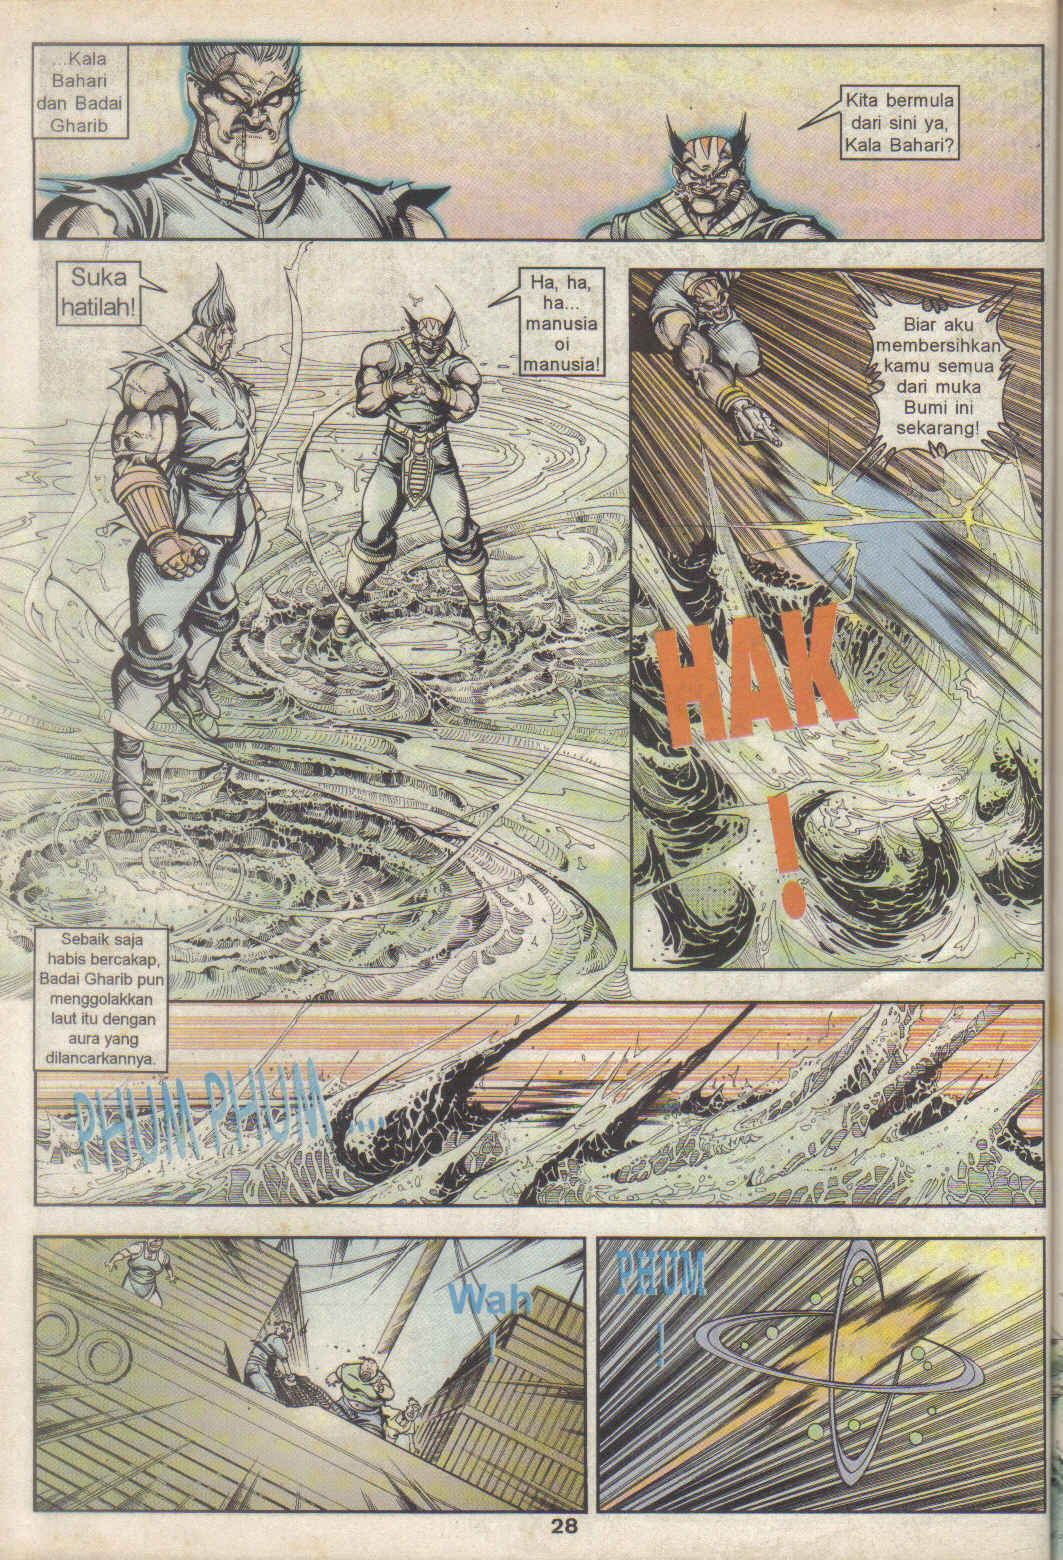 ...Kala
Bahari
dan Badai
Gharib
Kita bermula
dari sini ya,
Kala Bahari?
Suka
hatilah!
Ha, ha,
ha...
manusia
oi
manusia!
Biar aku
membersihkan
kamu semua
dari muka
Bumi ini
sekarang!
HAK
!
Sebaik saja
habis bercakap,
Badai Gharib pun
menggolakkan
laut itu dengan
aura yang
dilancarkannya.
PHUM PHUM ....
Wah
!
PHUM
!
28